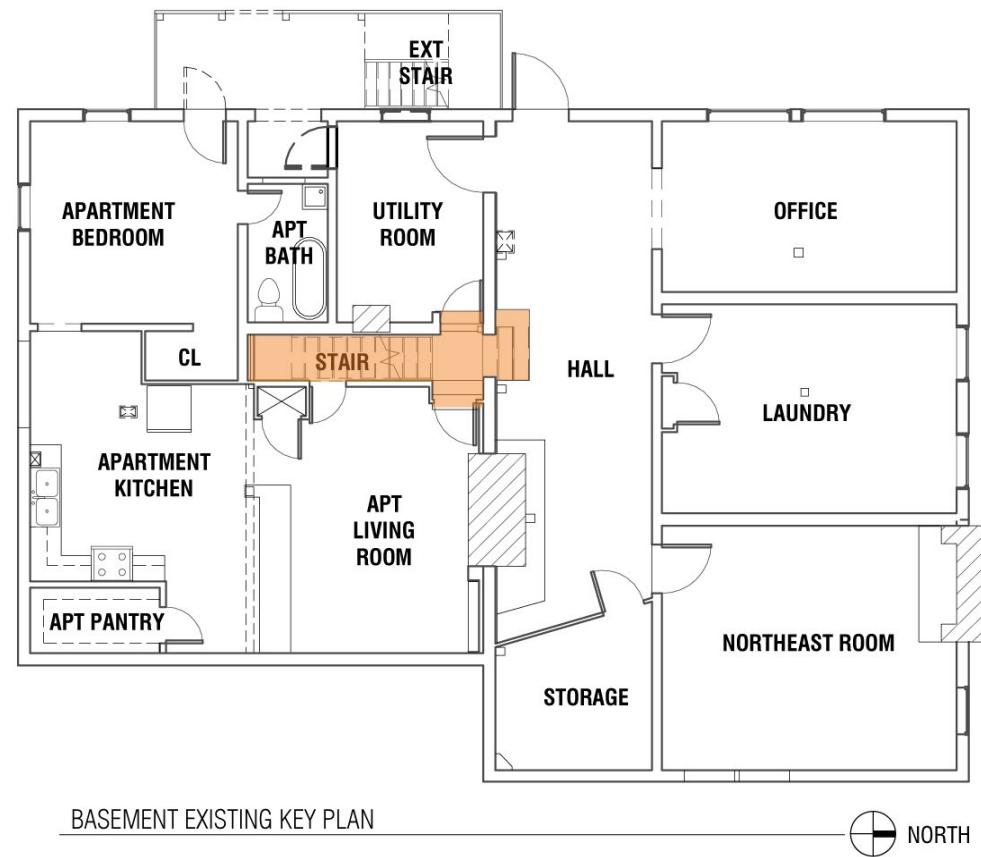 EXT
STAIR
APARTMENT
BEDROOM
APT
BATH
UTILITY
ROOM
OFFICE
CL
STAIR
HALL
LAUNDRY
APARTMENT
KITCHEN
APT
LIVING
ROOM
APT PANTRY
NORTHEAST ROOM
STORAGE
BASEMENT EXISTING KEY PLAN
NORTH